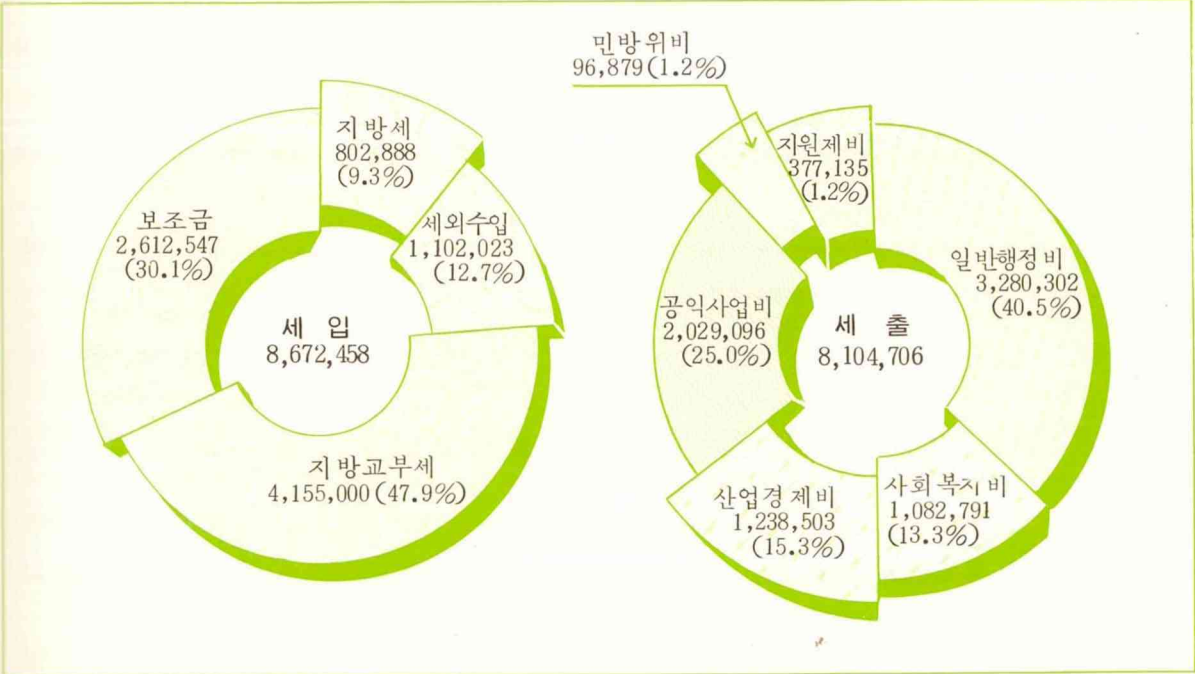 민방위비
96,879(1.2%)
지방세
802,888
(9.3%)
세외수입
1,102,023
(12.7%)
보조금
2,612,547
(30.1%)
세 입
8,672,458
지방교부세
4,155,000(47.9%)
지원제비
377,135
(1.2%)
일반행정비
3,280,302
(40.5%)
공익사업비
2,029,096
(25.0%)
세 출
8,104,706
산업경제비
1,238,503
(15.3%)
사회복지비
1,082,791
(13.3%)